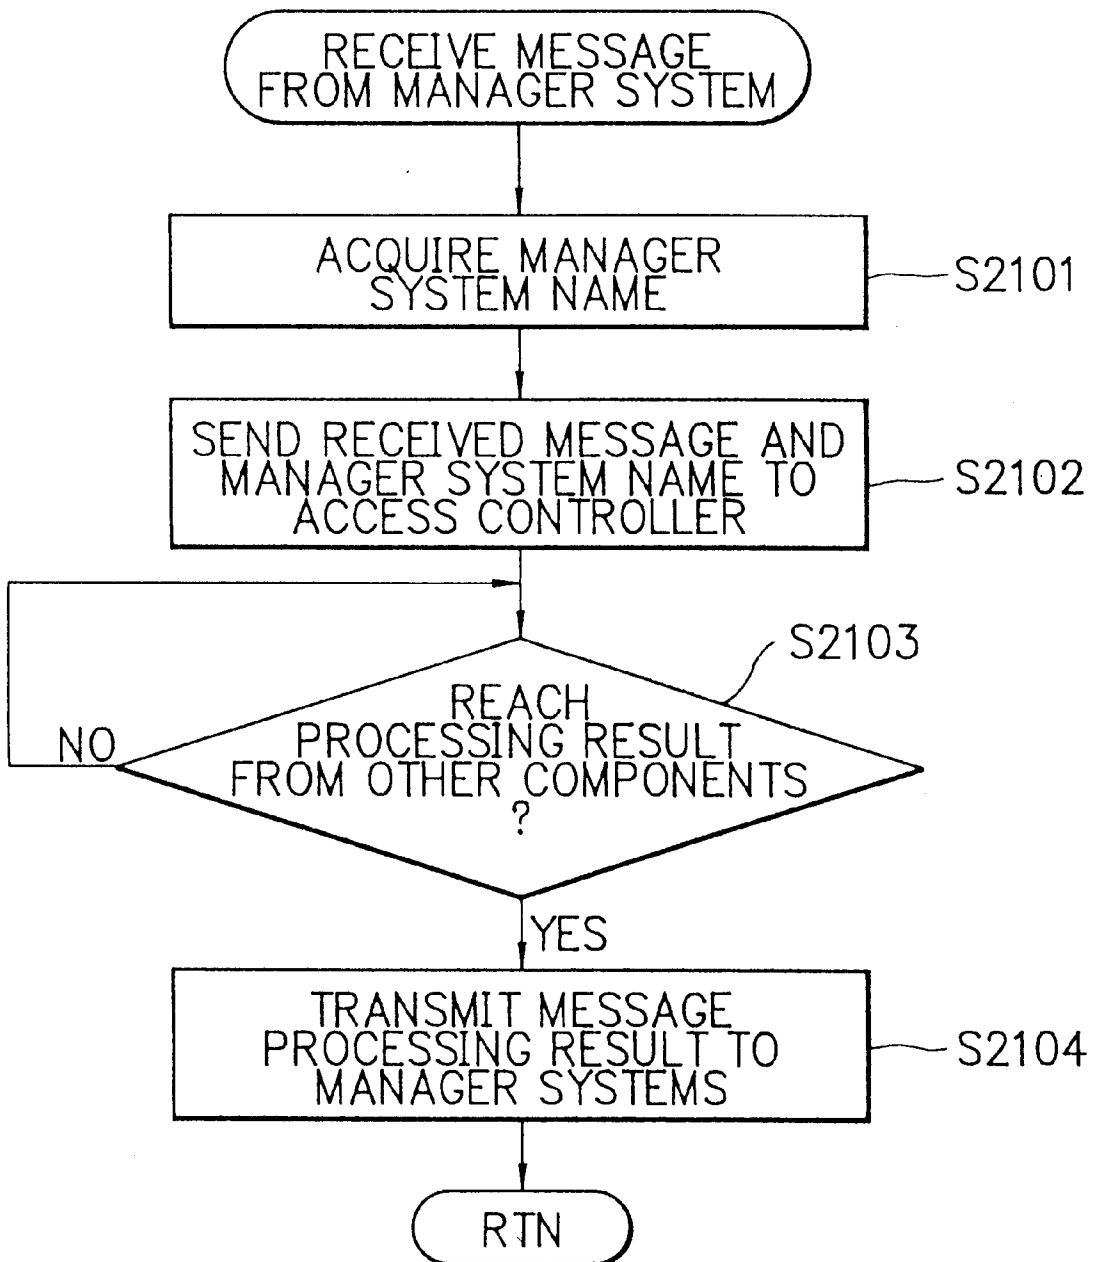 RECEIVE MESSAGE
FROM MANAGER SYSTEM
ACQUIRE MANAGER
SYSTEM NAME
S2101
SEND RECEIVED MESSAGE AND
MANAGER SYSTEM NAME TO
ACCESS CONTROLLER
S2102
S2103
REACH
PROCESSING RESULT
FROM OTHER COMPONENTS
?
NO
YES
TRANSMIT MESSAGE
PROCESSING RESULT TO
MANAGER SYSTEMS
S2104
RTN